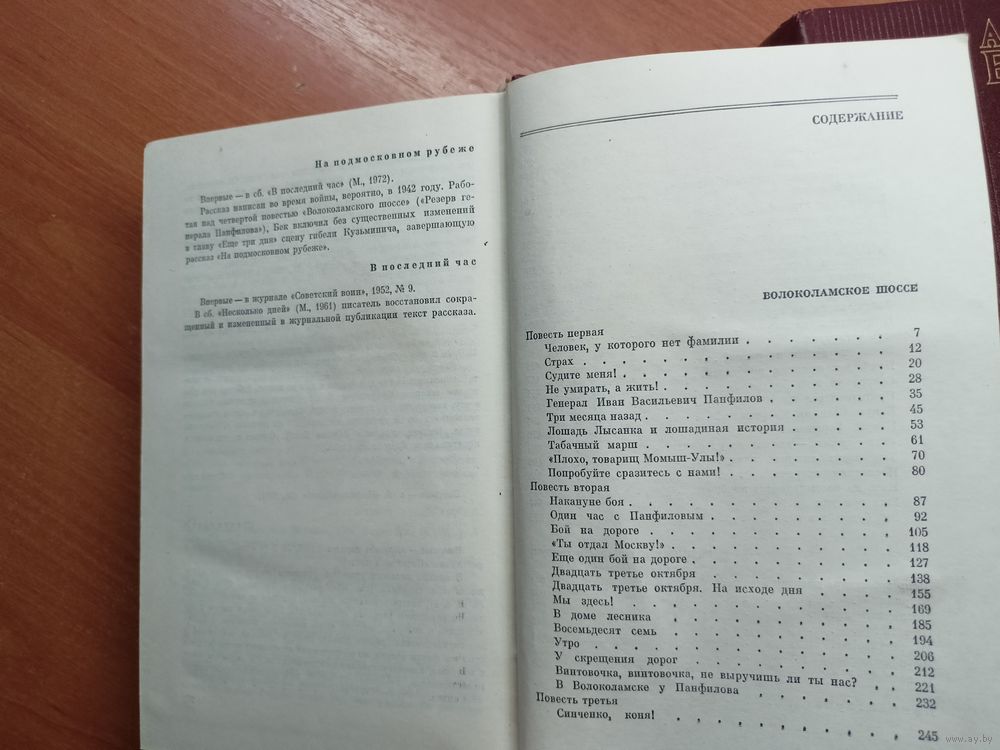 На подмосковном рубеже
Впервые — в сб. «В последний час» (М., 1972).
Рассказ написан во время войны, вероятно, в 1942 году. Рабо-
тая над четвертой повестью «Волоколамского шоссе» («Резерв ге-
нерала Панфилова»), Бек включил без существенных изменений
в главу «Еще три дня» сцену гибели Кузьминича, завершающую
рассказ «На подмосковном рубеже».
В последний час
Впервые — в журнале «Советский воин», 1952, № 9.
В сб. «Несколько дней» (М., 1961) писатель восстановил сокра-
щенный и измененный в журнальной публикации текст рассказа.
СОДЕРЖАНИЕ
ВОЛОКОЛАМСКОЕ ШОССЕ
Повесть первая
Человек, у которого нет фамилии . . . . . . 7
Страх . . . . . . . . . . . . . 12
Судите меня! . . . . . . . . . . . 20
Не умирать, а жить! . . . . . . . . . 28
Генерал Иван Васильевич Панфилов . . . . . 35
Три месяца назад . . . . . . . . . . 45
Лошадь Лысанка и лошадиная история . . . . . 53
Табачный марш . . . . . . . . . . 61
«Плохо, товарищ Момыш-Улы!» . . . . . . . 70
Попробуйте сразитесь с нами! . . . . . . . 80
Повесть вторая
Накануне боя . . . . . . . . . . . 87
Один час с Панфиловым . . . . . . . . 92
Бой на дороге . . . . . . . . . . 105
«Ты отдал Москву!» . . . . . . . . . 118
Еще один бой на дороге . . . . . . . . 127
Двадцать третье октября . . . . . . . . 138
Двадцать третье октября. На исходе дня . . . . 155
Мы здесь! . . . . . . . . . . . 169
В доме лесника . . . . . . . . . . 185
Восемьдесят семь . . . . . . . . . 194
Утро . . . . . . . . . . . . 206
У скрещения дорог . . . . . . . . . 212
Винтовочка, винтовочка, не выручишь ли ты нас? . . 221
В Волоколамске у Панфилова . . . . . . 232
Повесть третья
Синченко, коня! . . . . . . . . . 245
www.ay.by